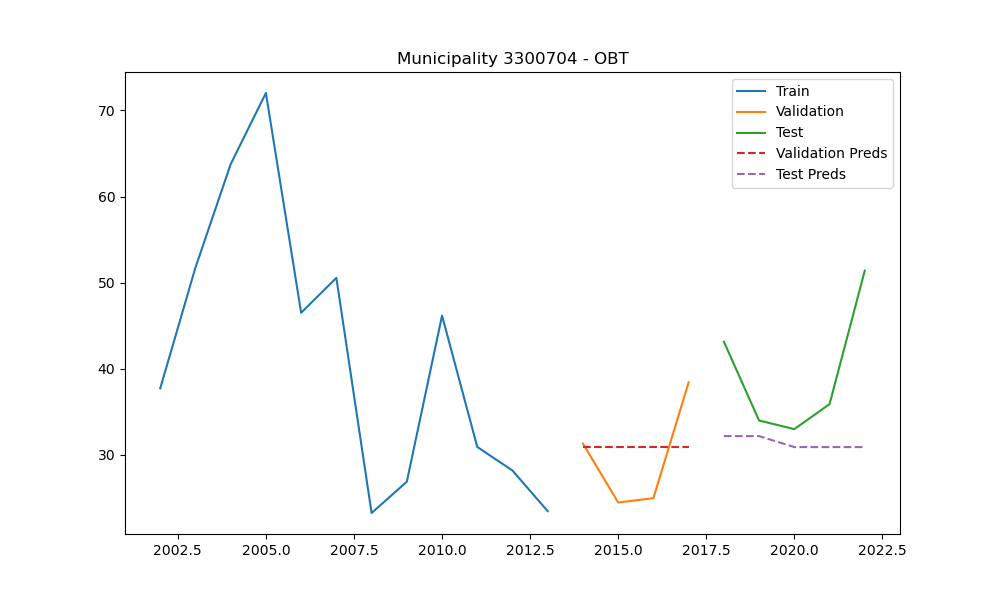 Municipality 3300704 - OBT
Train
Validation
Test
Validation Preds
Test Preds
70
60
50
40
30
2002.5 2005.0 2007.5 2010.0 2012.5 2015.0 2017.5 2020.0 2022.5